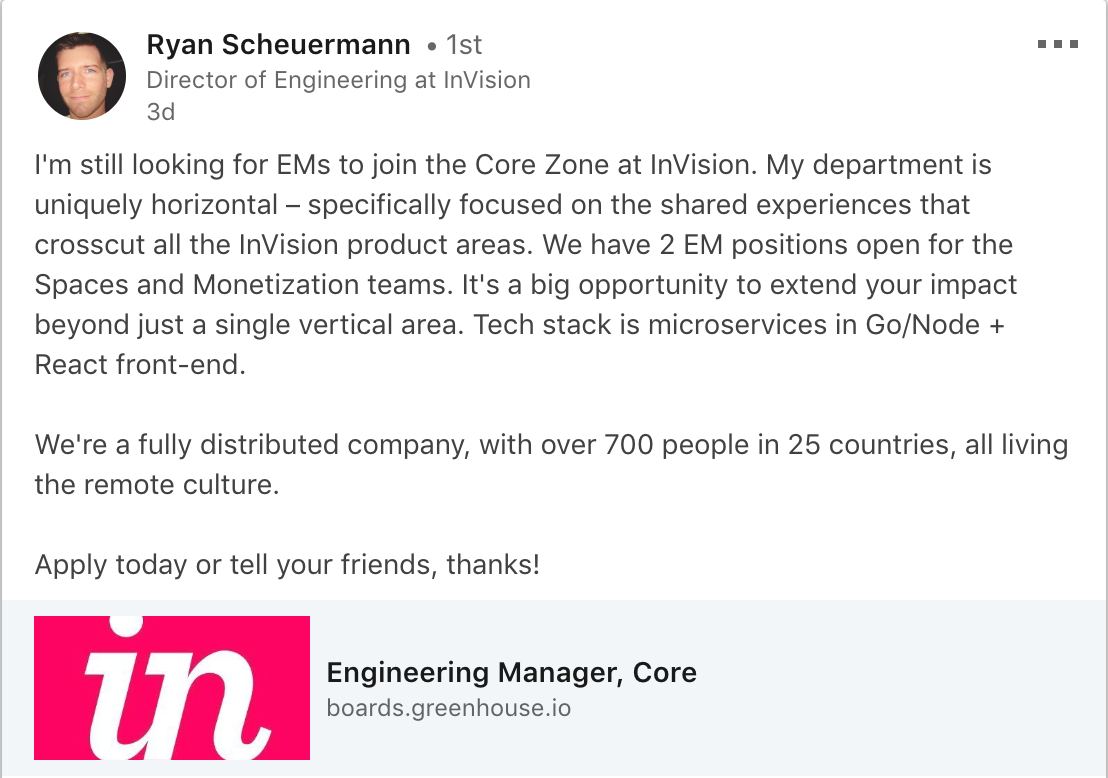 Ryan Scheuermann • 1st
Director of Engineering at InVision
3d
I'm still looking for EMs to join the Core Zone at InVision. My department is
uniquely horizontal – specifically focused on the shared experiences that
crosscut all the InVision product areas. We have 2 EM positions open for the
Spaces and Monetization teams. It's a big opportunity to extend your impact
beyond just a single vertical area. Tech stack is microservices in Go/Node +
React front-end.
We're a fully distributed company, with over 700 people in 25 countries, all living
the remote culture.
Apply today or tell your friends, thanks!
in
Engineering Manager, Core
boards.greenhouse.io